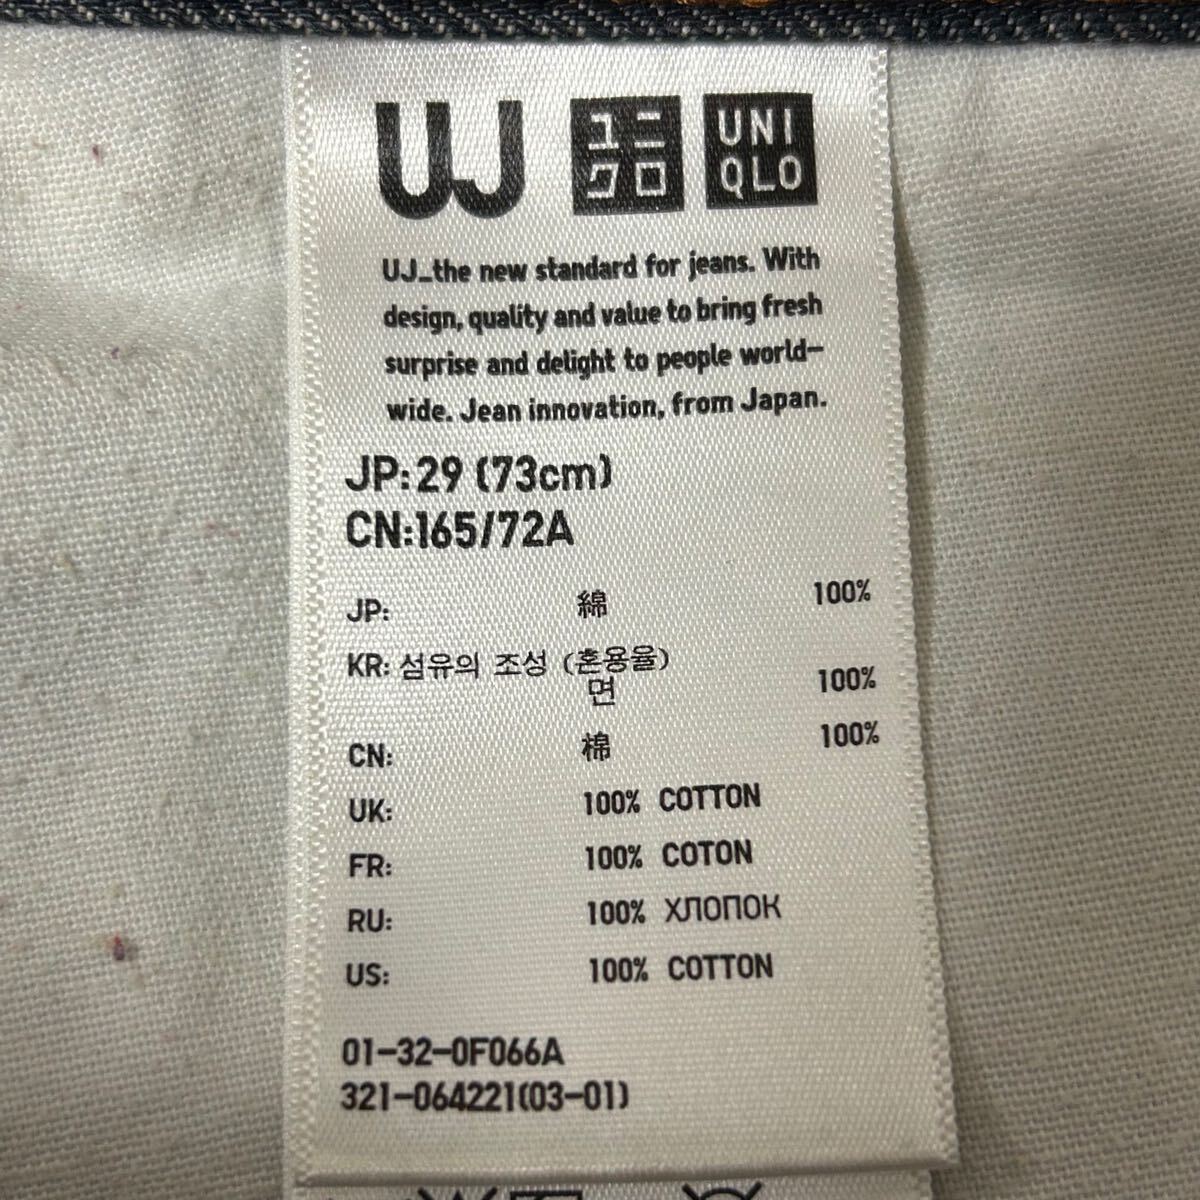 UJ ユニクロ UNIQLO
UJ_the new standard for jeans. With
design, quality and value to bring fresh
surprise and delight to people world-
wide. Jean innovation, from Japan.
JP:29 (73cm)
CN:165/72A
JP: 綿 100%
KR: 섬유의 조성 (혼용율)
면 100%
CN: 棉 100%
UK: 100% COTTON
FR: 100% COTON
RU: 100% ХЛОПОК
US: 100% COTTON
01-32-0F066A
321-064221(03-01)